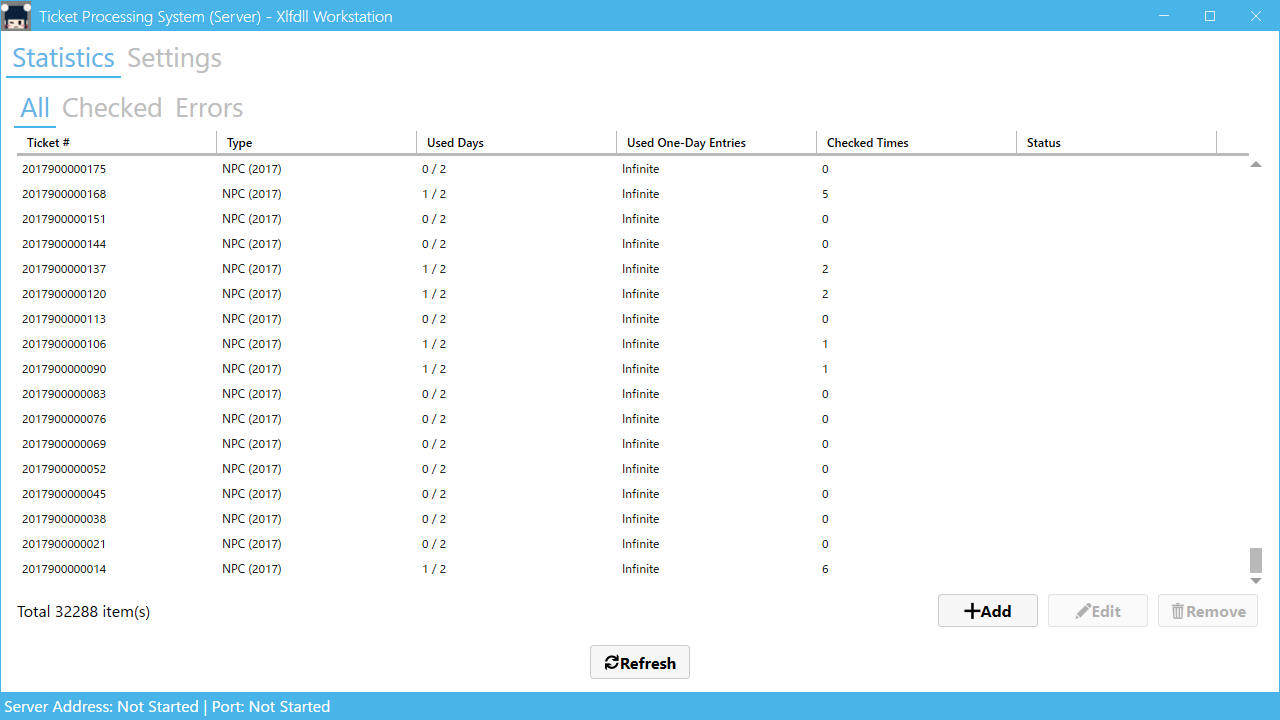 Ticket Processing System (Server) - Xlfdll Workstation
Statistics Settings
All Checked Errors
Ticket # Type Used Days Used One-Day Entries Checked Times Status
2017900000175 NPC (2017) 0 / 2 Infinite 0
2017900000168 NPC (2017) 1 / 2 Infinite 5
2017900000151 NPC (2017) 0 / 2 Infinite 0
2017900000144 NPC (2017) 0 / 2 Infinite 0
2017900000137 NPC (2017) 1 / 2 Infinite 2
2017900000120 NPC (2017) 1 / 2 Infinite 2
2017900000113 NPC (2017) 0 / 2 Infinite 0
2017900000106 NPC (2017) 1 / 2 Infinite 1
2017900000090 NPC (2017) 1 / 2 Infinite 1
2017900000083 NPC (2017) 0 / 2 Infinite 0
2017900000076 NPC (2017) 0 / 2 Infinite 0
2017900000069 NPC (2017) 0 / 2 Infinite 0
2017900000052 NPC (2017) 0 / 2 Infinite 0
2017900000045 NPC (2017) 0 / 2 Infinite 0
2017900000038 NPC (2017) 0 / 2 Infinite 0
2017900000021 NPC (2017) 0 / 2 Infinite 0
2017900000014 NPC (2017) 1 / 2 Infinite 6
Total 32288 item(s) Add Edit Remove
Refresh
Server Address: Not Started | Port: Not Started